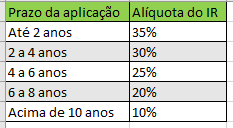 Prazo da aplicação Alíquota do IR
Até 2 anos 35%
2 a 4 anos 30%
4 a 6 anos 25%
6 a 8 anos 20%
Acima de 10 anos 10%